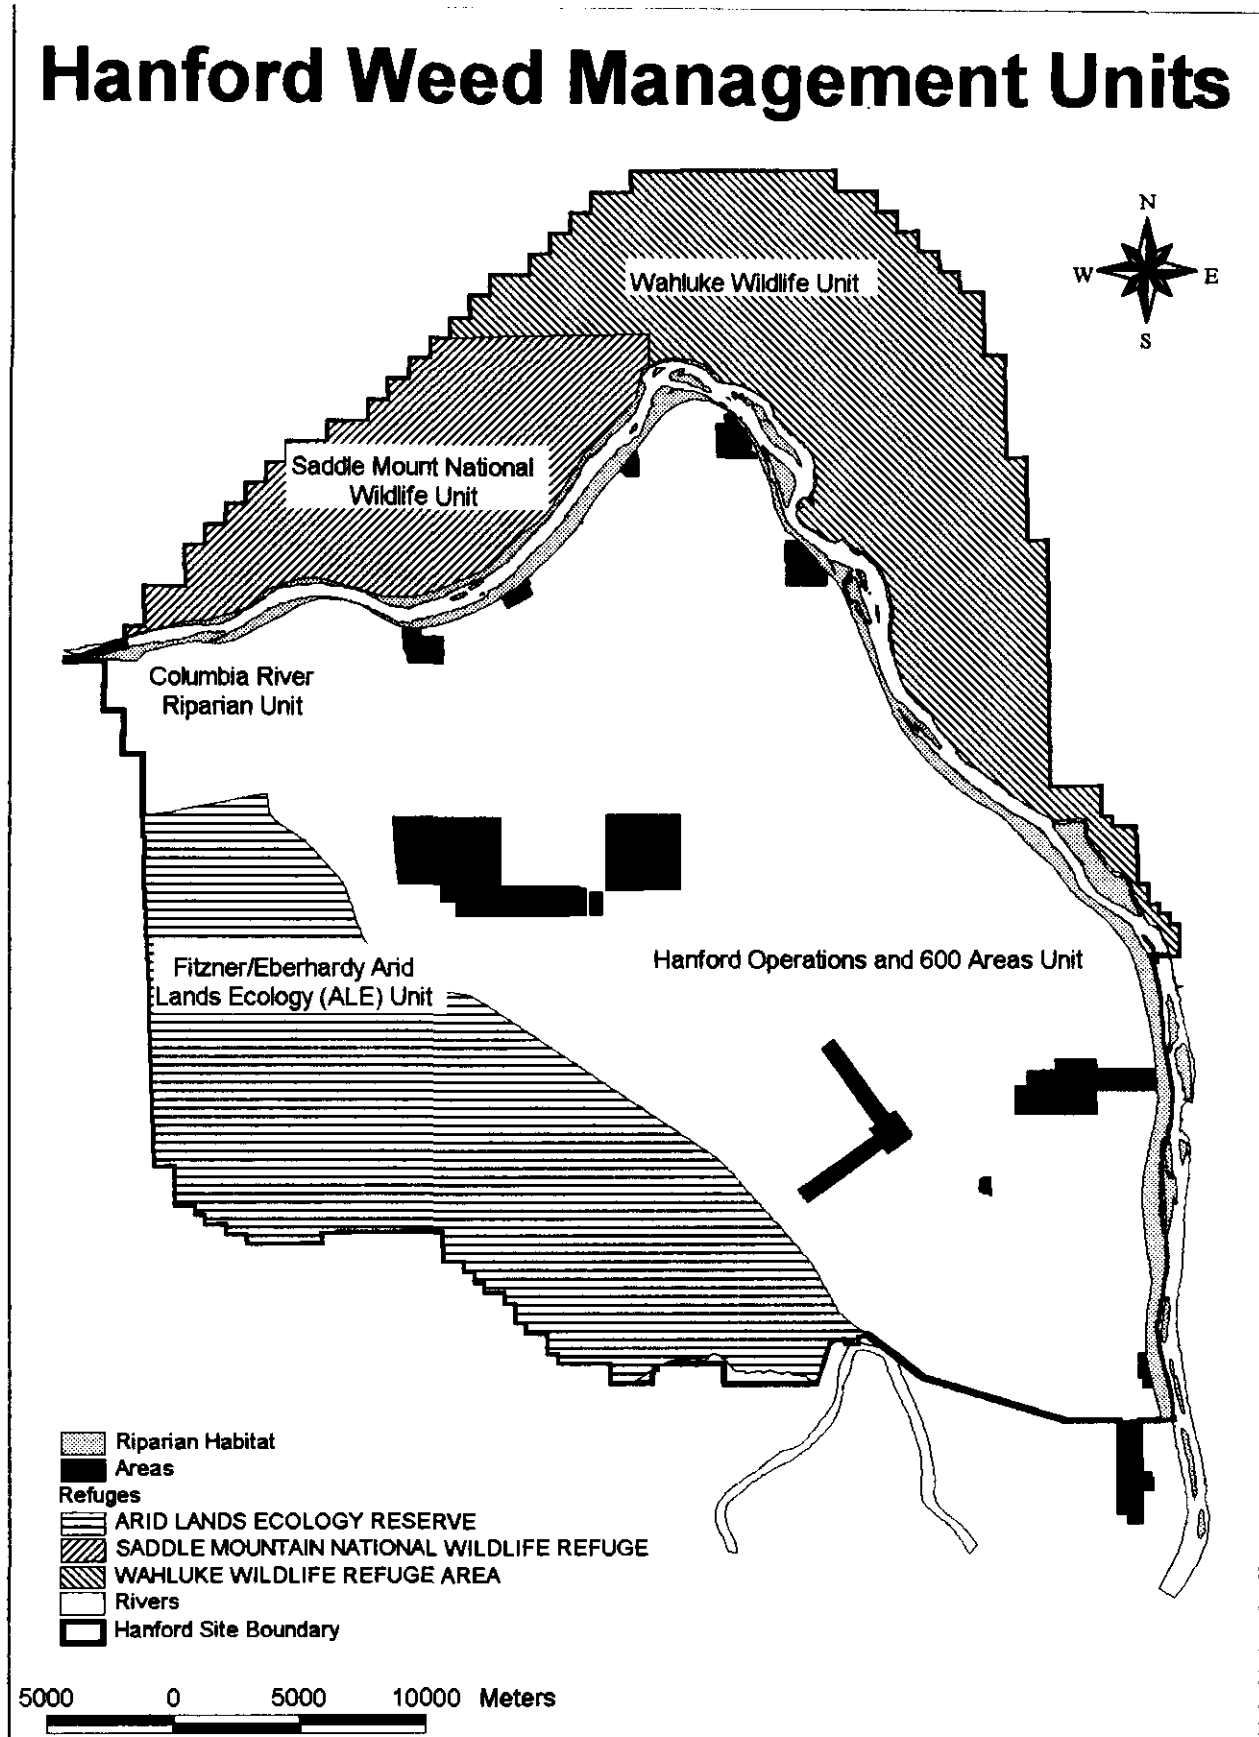 Hanford Weed Management Units
N
W E
S
Wahluke Wildlife Unit
Saddle Mount National
Wildlife Unit
Columbia River
Riparian Unit
Fitzner/Eberhardy Arid
Lands Ecology (ALE) Unit
Hanford Operations and 600 Areas Unit
Riparian Habitat
Areas
Refuges
ARID LANDS ECOLOGY RESERVE
SADDLE MOUNTAIN NATIONAL WILDLIFE REFUGE
WAHLUKE WILDLIFE REFUGE AREA
Rivers
Hanford Site Boundary
5000 0 5000 10000 Meters